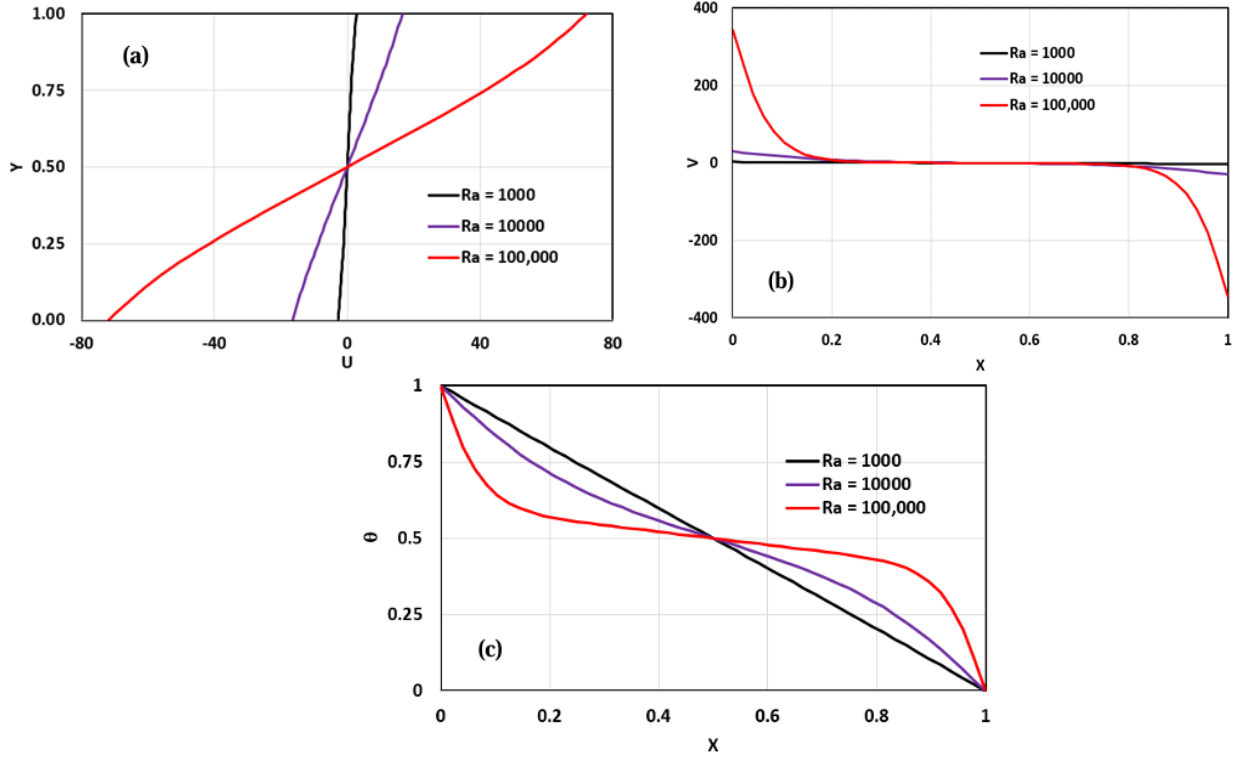 1.00
0.75
0.50
0.25
0.00
Y
(a)
Ra = 1000
Ra = 10000
Ra = 100,000
-80
-40
0
40
80
U
400
200
0
-200
-400
V
Ra = 1000
Ra = 10000
Ra = 100,000
(b)
0
0.2
0.4
0.6
0.8
1
X
1
0.75
0.5
0.25
0
θ
Ra = 1000
Ra = 10000
Ra = 100,000
(c)
0
0.2
0.4
0.6
0.8
1
X